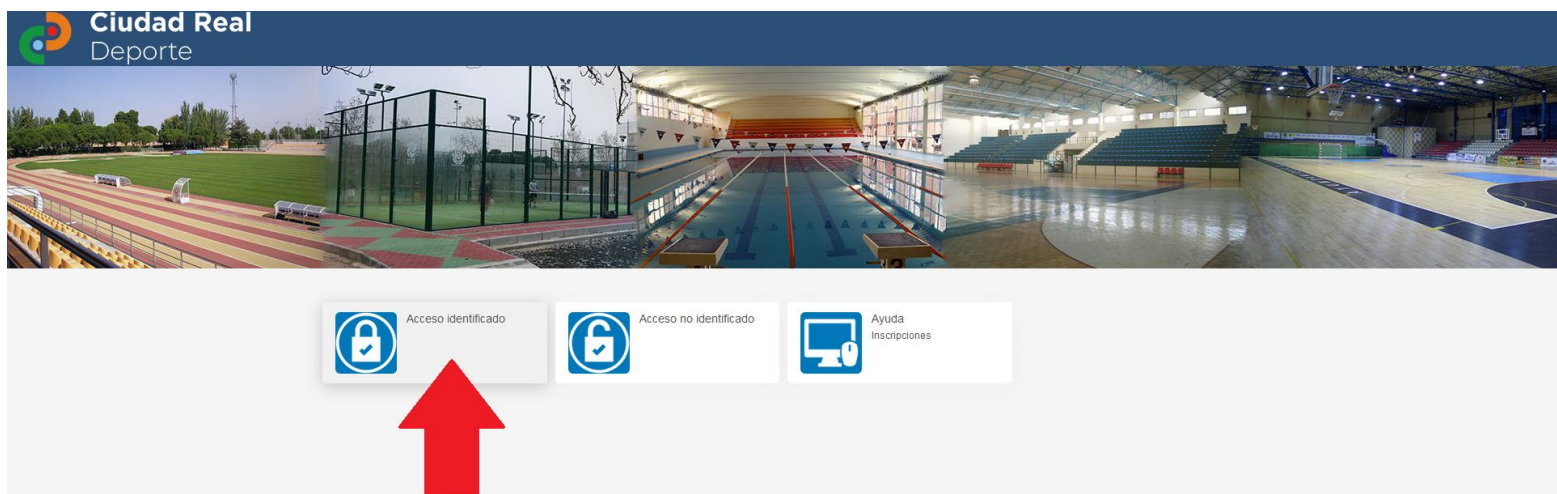 Ciudad Real
Deporte
Acceso identificado
Acceso no identificado
Ayuda
Inscripciones